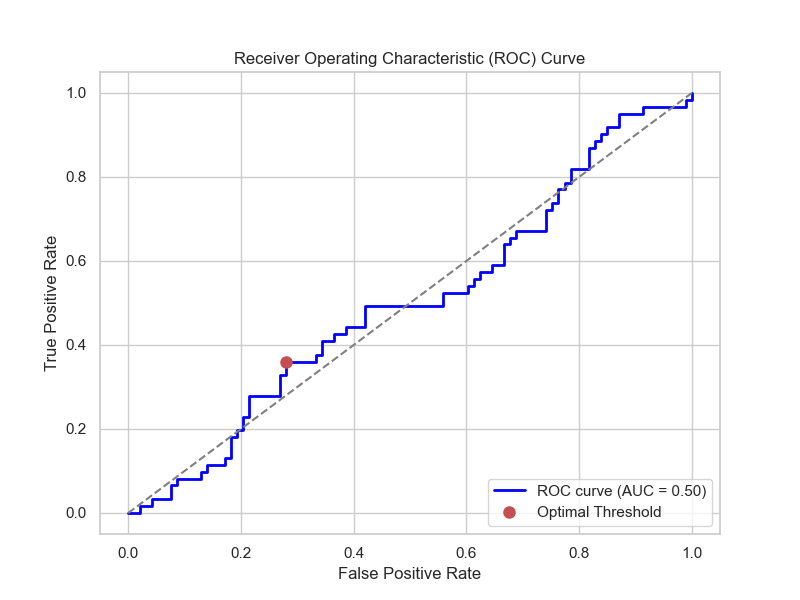 Receiver Operating Characteristic (ROC) Curve
True Positive Rate
1.0
0.8
0.6
0.4
0.2
0.0
ROC curve (AUC = 0.50)
Optimal Threshold
0.0 0.2 0.4 0.6 0.8 1.0
False Positive Rate